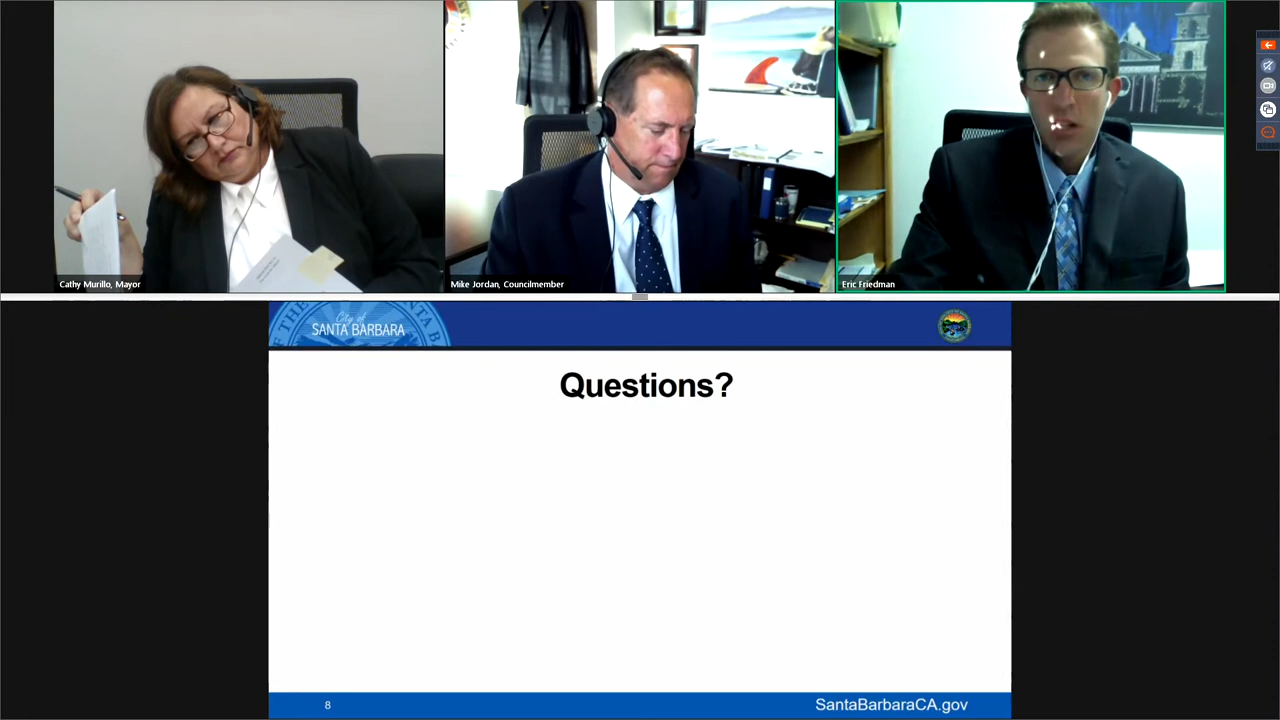 Cathy Murillo, Mayor
Mike Jordan, Councilmember
Eric Friedman
City of
SANTA BARBARA
Questions?
8
SantaBarbaraCA.gov